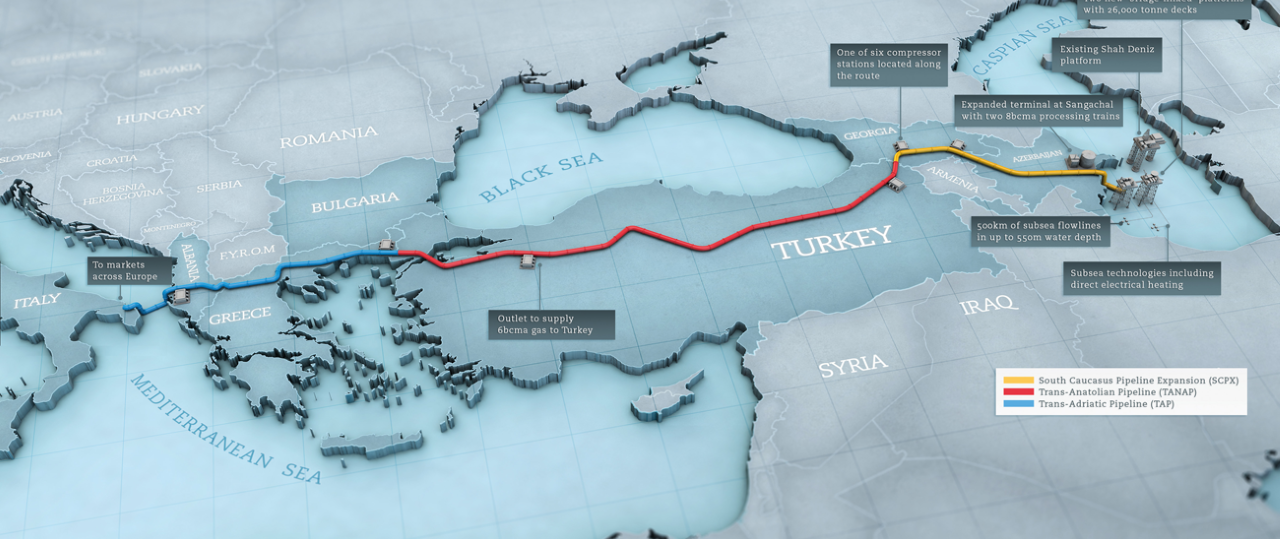 Two new bridge-linked platforms
with 26,000 tonne decks
CASPIAN SEA
Existing Shah Deniz
platform
One of six compressor
stations located along
the route
Expanded terminal at Sangachal
with two 8bcma processing trains
CZECH REPUBLIC
SLOVAKIA
AUSTRIA
HUNGARY
ROMANIA
SLOVENIA
CROATIA
BOSNIA
HERZEGOVINA
SERBIA
BLACK SEA
GEORGIA
AZERBAIJAN
ARMENIA
BULGARIA
MONTENEGRO
ALBANIA
F.Y.R.O.M
TURKEY
500km of subsea flowlines
in up to 550m water depth
Subsea technologies including
direct electrical heating
To markets
across Europe
ITALY
GREECE
Outlet to supply
6bcma gas to Turkey
IRAQ
SYRIA
MEDITERRANEAN SEA
South Caucasus Pipeline Expansion (SCPX)
Trans-Anatolian Pipeline (TANAP)
Trans-Adriatic Pipeline (TAP)